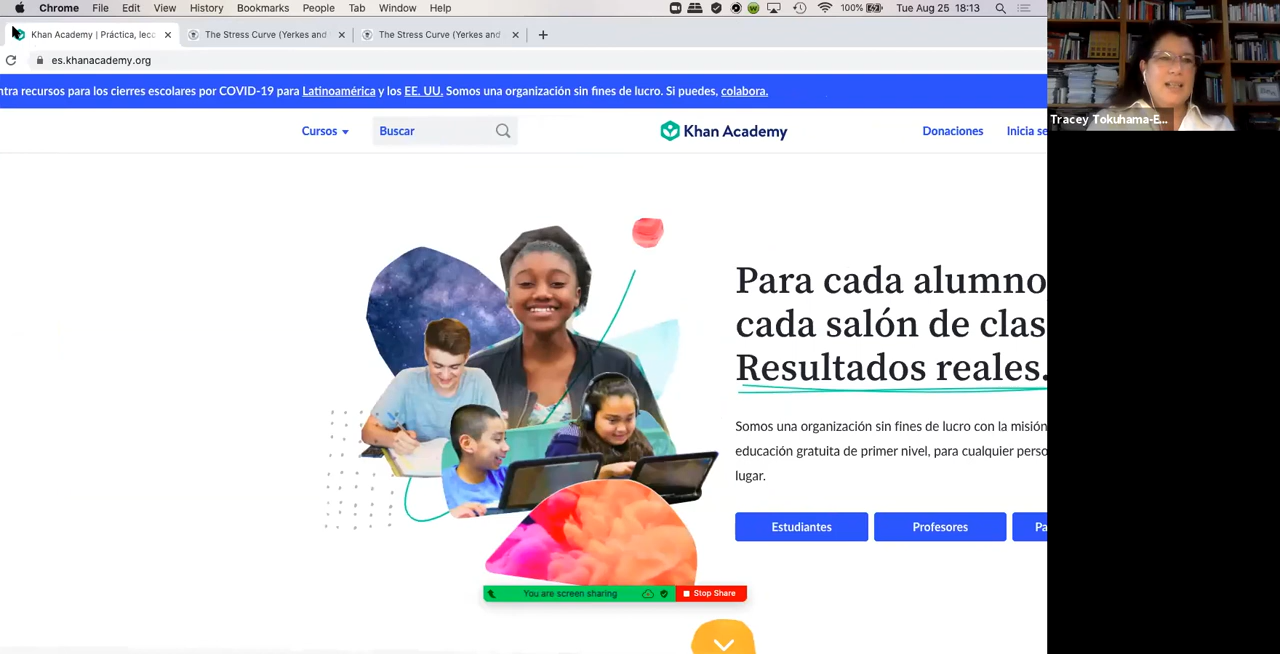 Chrome File Edit View History Bookmarks People Tab Window Help 100% Tue Aug 25 18:13
Khan Academy | Práctica, lecc The Stress Curve (Yerkes and The Stress Curve (Yerkes and
es.khanacademy.org
ntra recursos para los cierres escolares por COVID-19 para Latinoamérica y los EE. UU. Somos una organización sin fines de lucro. Si puedes, colabora.
Tracey Tokuhama-E...
Cursos Buscar Khan Academy Donaciones Inicia se
Para cada alumno
cada salón de clas
Resultados reales.
Somos una organización sin fines de lucro con la misión
educación gratuita de primer nivel, para cualquier perso
lugar.
Estudiantes Profesores Pa
You are screen sharing Stop Share